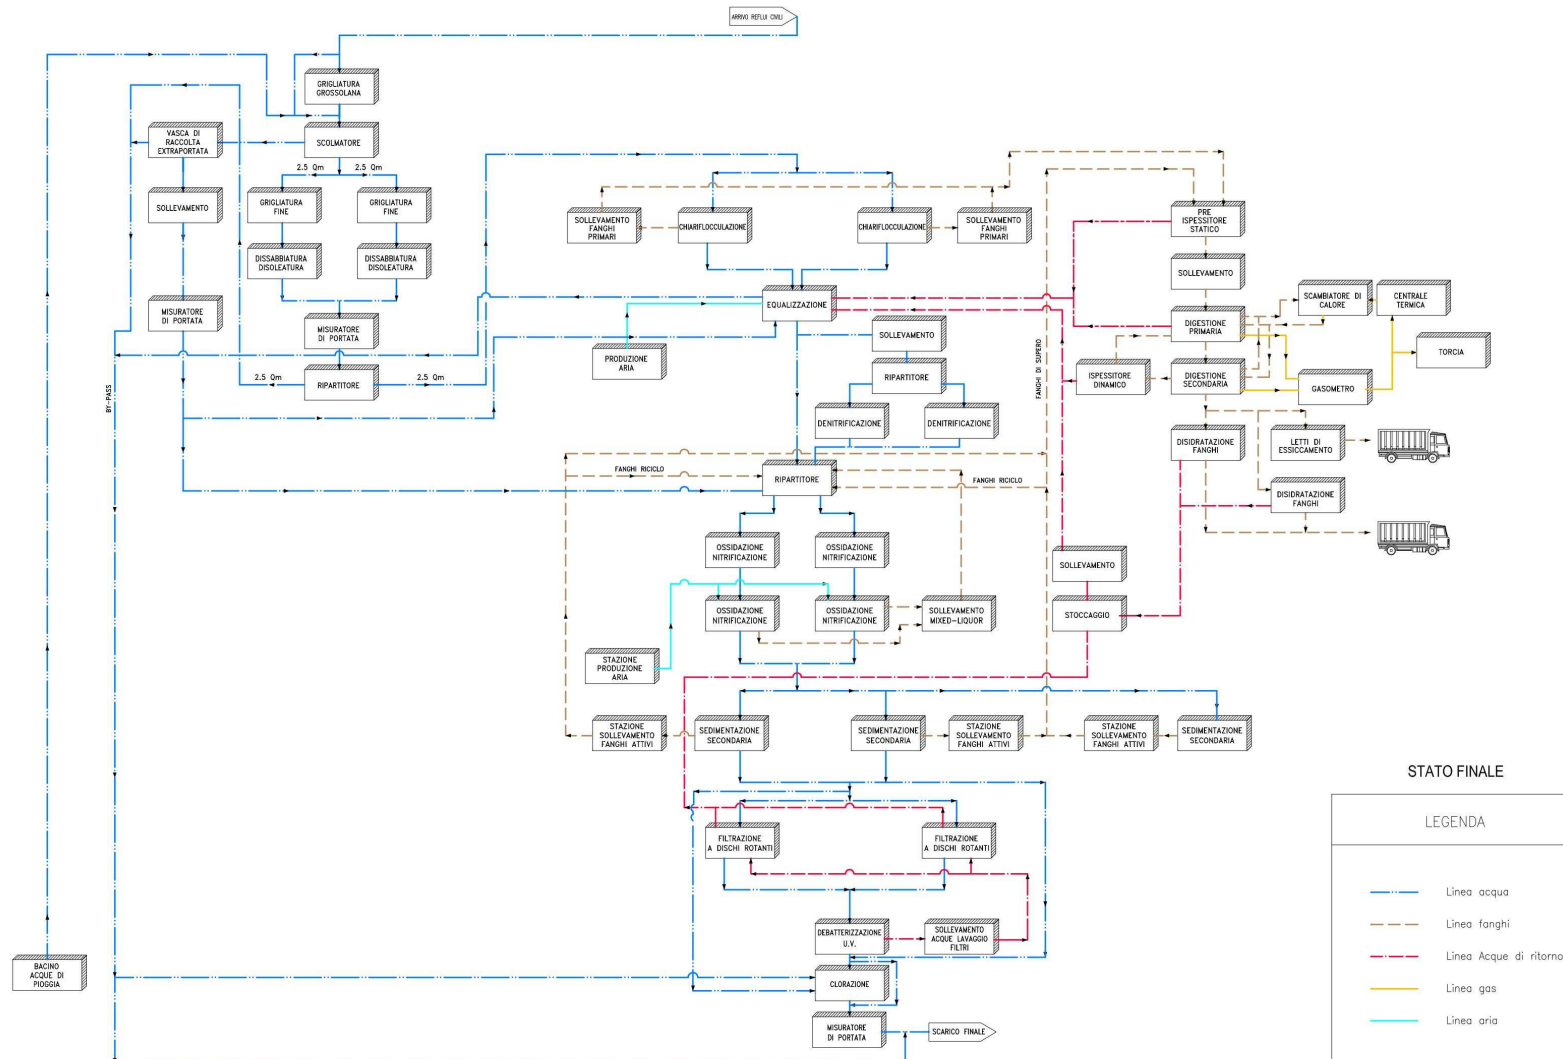 ARRIVO REFLUI CIVILI
GRIGLIATURA
GROSSOLANA
VASCA DI
RACCOLTA
EXTRAPORTATA
SCOLMATORE
2.5 Qm
2.5 Qm
SOLLEVAMENTO
GRIGLIATURA
FINE
GRIGLIATURA
FINE
DISSABBIATURA
DISOLEATURA
DISSABBIATURA
DISOLEATURA
MISURATORE
DI PORTATA
MISURATORE
DI PORTATA
2.5 Qm
RIPARTITORE
2.5 Qm
BY-PASS
SOLLEVAMENTO
FANGHI
PRIMARI
CHIARIFLOCCULAZIONE
CHIARIFLOCCULAZIONE
SOLLEVAMENTO
FANGHI
PRIMARI
PRE
ISPESSITORE
STATICO
SOLLEVAMENTO
EQUALIZZAZIONE
SCAMBIATORE DI
CALORE
CENTRALE
TERMICA
DIGESTIONE
PRIMARIA
SOLLEVAMENTO
PRODUZIONE
ARIA
TORCIA
RIPARTITORE
FANGHI DI SUPERO
ISPESSITORE
DINAMICO
DIGESTIONE
SECONDARIA
GASOMETRO
DENITRIFICAZIONE
DENITRIFICAZIONE
DISIDRATAZIONE
FANGHI
LETTI DI
ESSICCAMENTO
FANGHI RICICLO
RIPARTITORE
FANGHI RICICLO
DISIDRATAZIONE
FANGHI
OSSIDAZIONE
NITRIFICAZIONE
OSSIDAZIONE
NITRIFICAZIONE
SOLLEVAMENTO
OSSIDAZIONE
NITRIFICAZIONE
OSSIDAZIONE
NITRIFICAZIONE
SOLLEVAMENTO
MIXED-LIQUOR
STOCCAGGIO
STAZIONE
PRODUZIONE
ARIA
STAZIONE
SOLLEVAMENTO
FANGHI ATTIVI
SEDIMENTAZIONE
SECONDARIA
SEDIMENTAZIONE
SECONDARIA
STAZIONE
SOLLEVAMENTO
FANGHI ATTIVI
STAZIONE
SOLLEVAMENTO
FANGHI ATTIVI
SEDIMENTAZIONE
SECONDARIA
FILTRAZIONE
A DISCHI ROTANTI
FILTRAZIONE
A DISCHI ROTANTI
DEBATTERIZZAZIONE
U.V.
SOLLEVAMENTO
ACQUE LAVAGGIO
FILTRI
BACINO
ACQUE DI
PIOGGIA
CLORAZIONE
MISURATORE
DI PORTATA
SCARICO FINALE
STATO FINALE
LEGENDA
Linea acqua
Linea fanghi
Linea Acque di ritorno
Linea gas
Linea aria